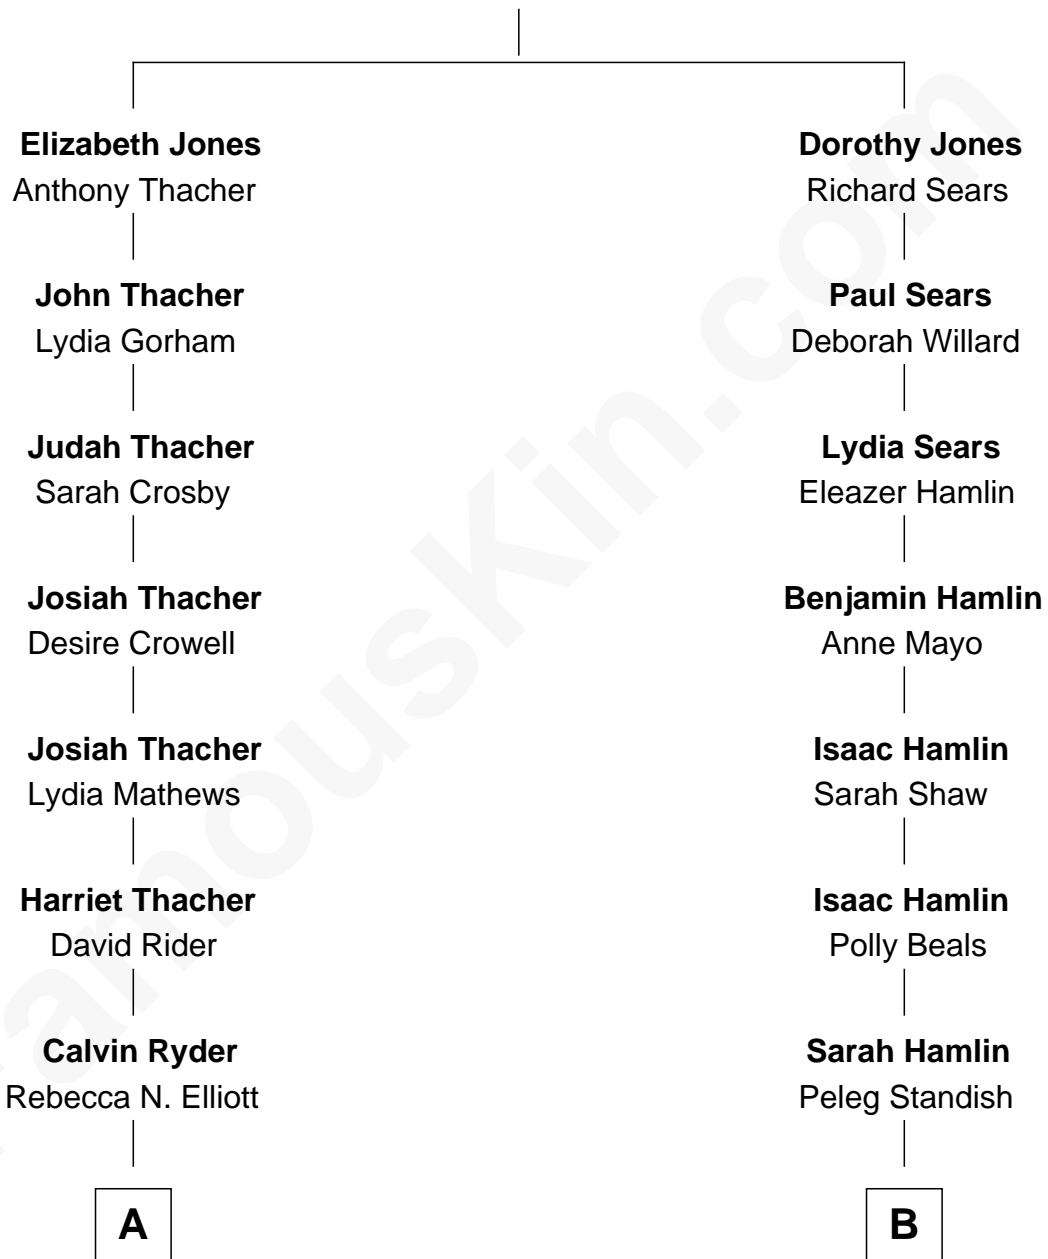 Elizabeth Jones
Anthony Thacher
John Thacher
Lydia Gorham
Judah Thacher
Sarah Crosby
Josiah Thacher
Desire Crowell
Josiah Thacher
Lydia Mathews
Harriet Thacher
David Rider
Calvin Ryder
Rebecca N. Elliott
A
Dorothy Jones
Richard Sears
Paul Sears
Deborah Willard
Lydia Sears
Eleazer Hamlin
Benjamin Hamlin
Anne Mayo
Isaac Hamlin
Sarah Shaw
Isaac Hamlin
Polly Beals
Sarah Hamlin
Peleg Standish
B
FamousKin.com